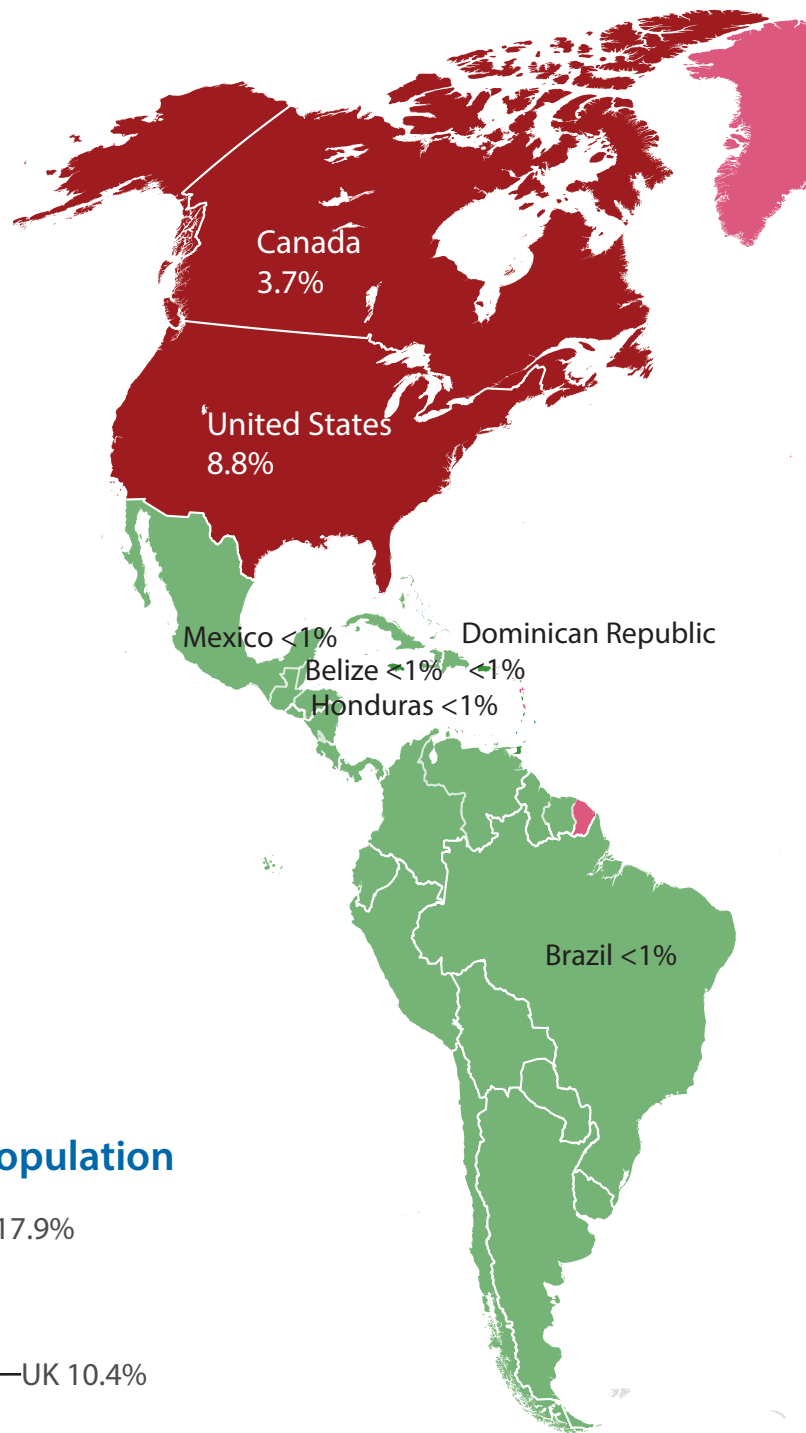 Canada
3.7%
United States
8.8%
Mexico <1%
Dominican Republic
<1%
Belize <1%
Honduras <1%
Brazil <1%
opulation
17.9%
UK 10.4%